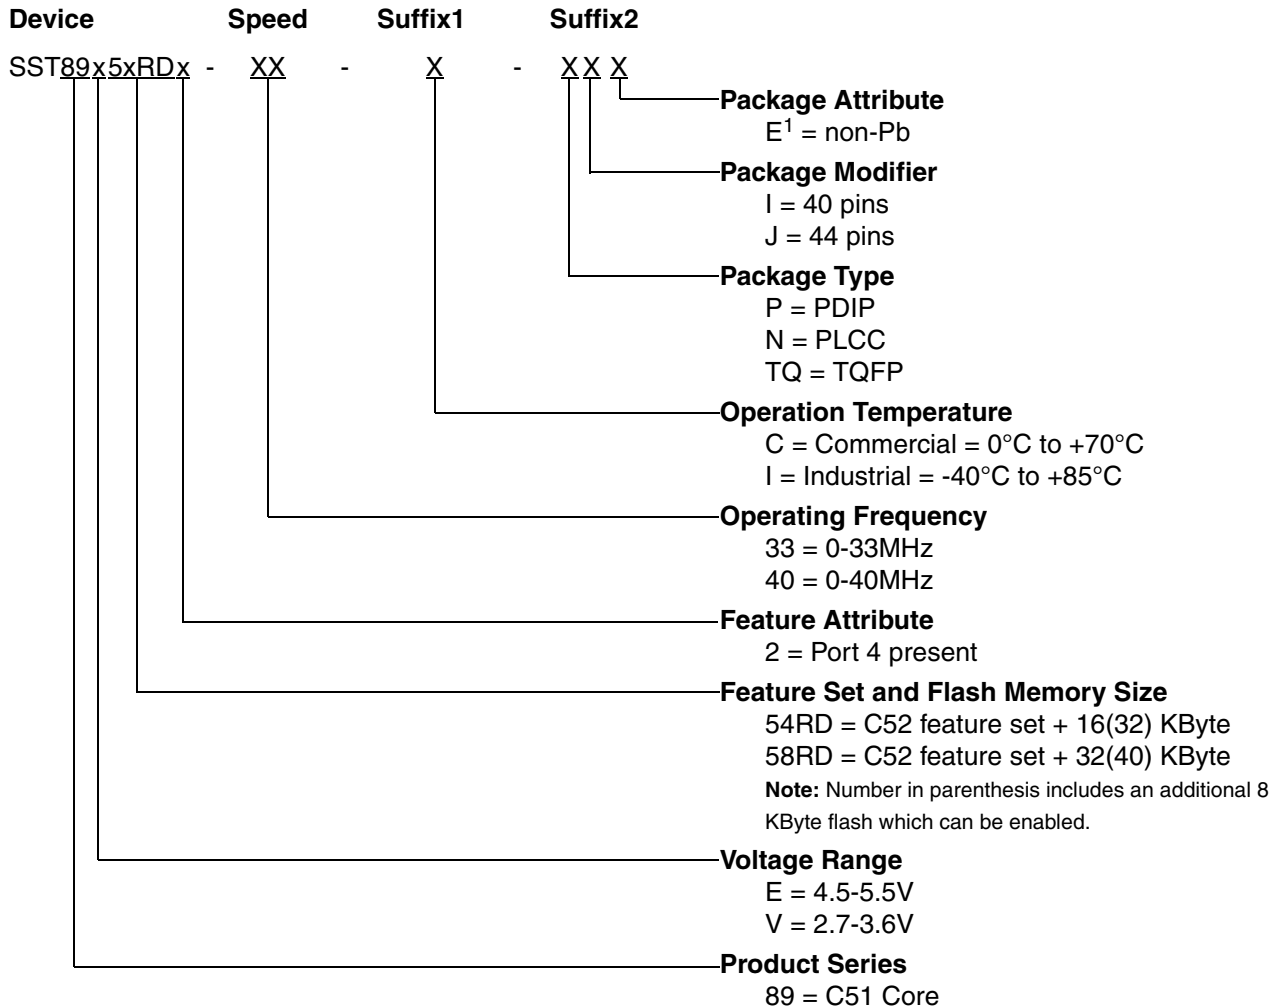 Device Speed Suffix1 Suffix2
SST89x5xRDx - XX - X - XX X
Package Attribute
E1 = non-Pb
Package Modifier
I = 40 pins
J = 44 pins
Package Type
P = PDIP
N = PLCC
TQ = TQFP
Operation Temperature
C = Commercial = 0°C to +70°C
I = Industrial = -40°C to +85°C
Operating Frequency
33 = 0-33MHz
40 = 0-40MHz
Feature Attribute
2 = Port 4 present
Feature Set and Flash Memory Size
54RD = C52 feature set + 16(32) KByte
58RD = C52 feature set + 32(40) KByte
Note: Number in parenthesis includes an additional 8
KByte flash which can be enabled.
Voltage Range
E = 4.5-5.5V
V = 2.7-3.6V
Product Series
89 = C51 Core